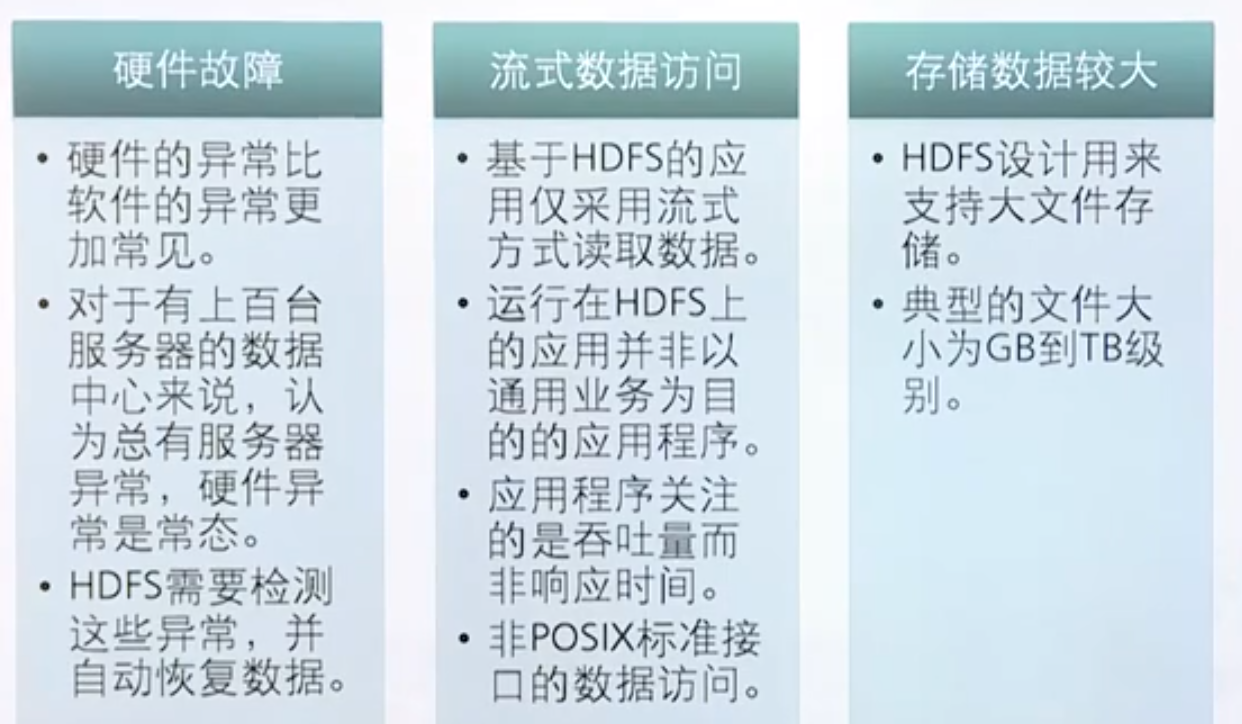 硬件故障
• 硬件的异常比
软件的异常更
加常见。
• 对于有上百台
服务器的数据
中心来说，认
为总有服务器
异常，硬件异
常是常态。
• HDFS需要检测
这些异常，并
自动恢复数据。
流式数据访问
• 基于HDFS的应
用仅采用流式
方式读取数据。
• 运行在HDFS上
的应用并非以
通用业务为目
的的应用程序。
• 应用程序关注
的是吞吐量而
非响应时间。
• 非POSIX标准接
口的数据访问。
存储数据较大
• HDFS设计用来
支持大文件存
储。
• 典型的文件大
小为GB到TB级
别。